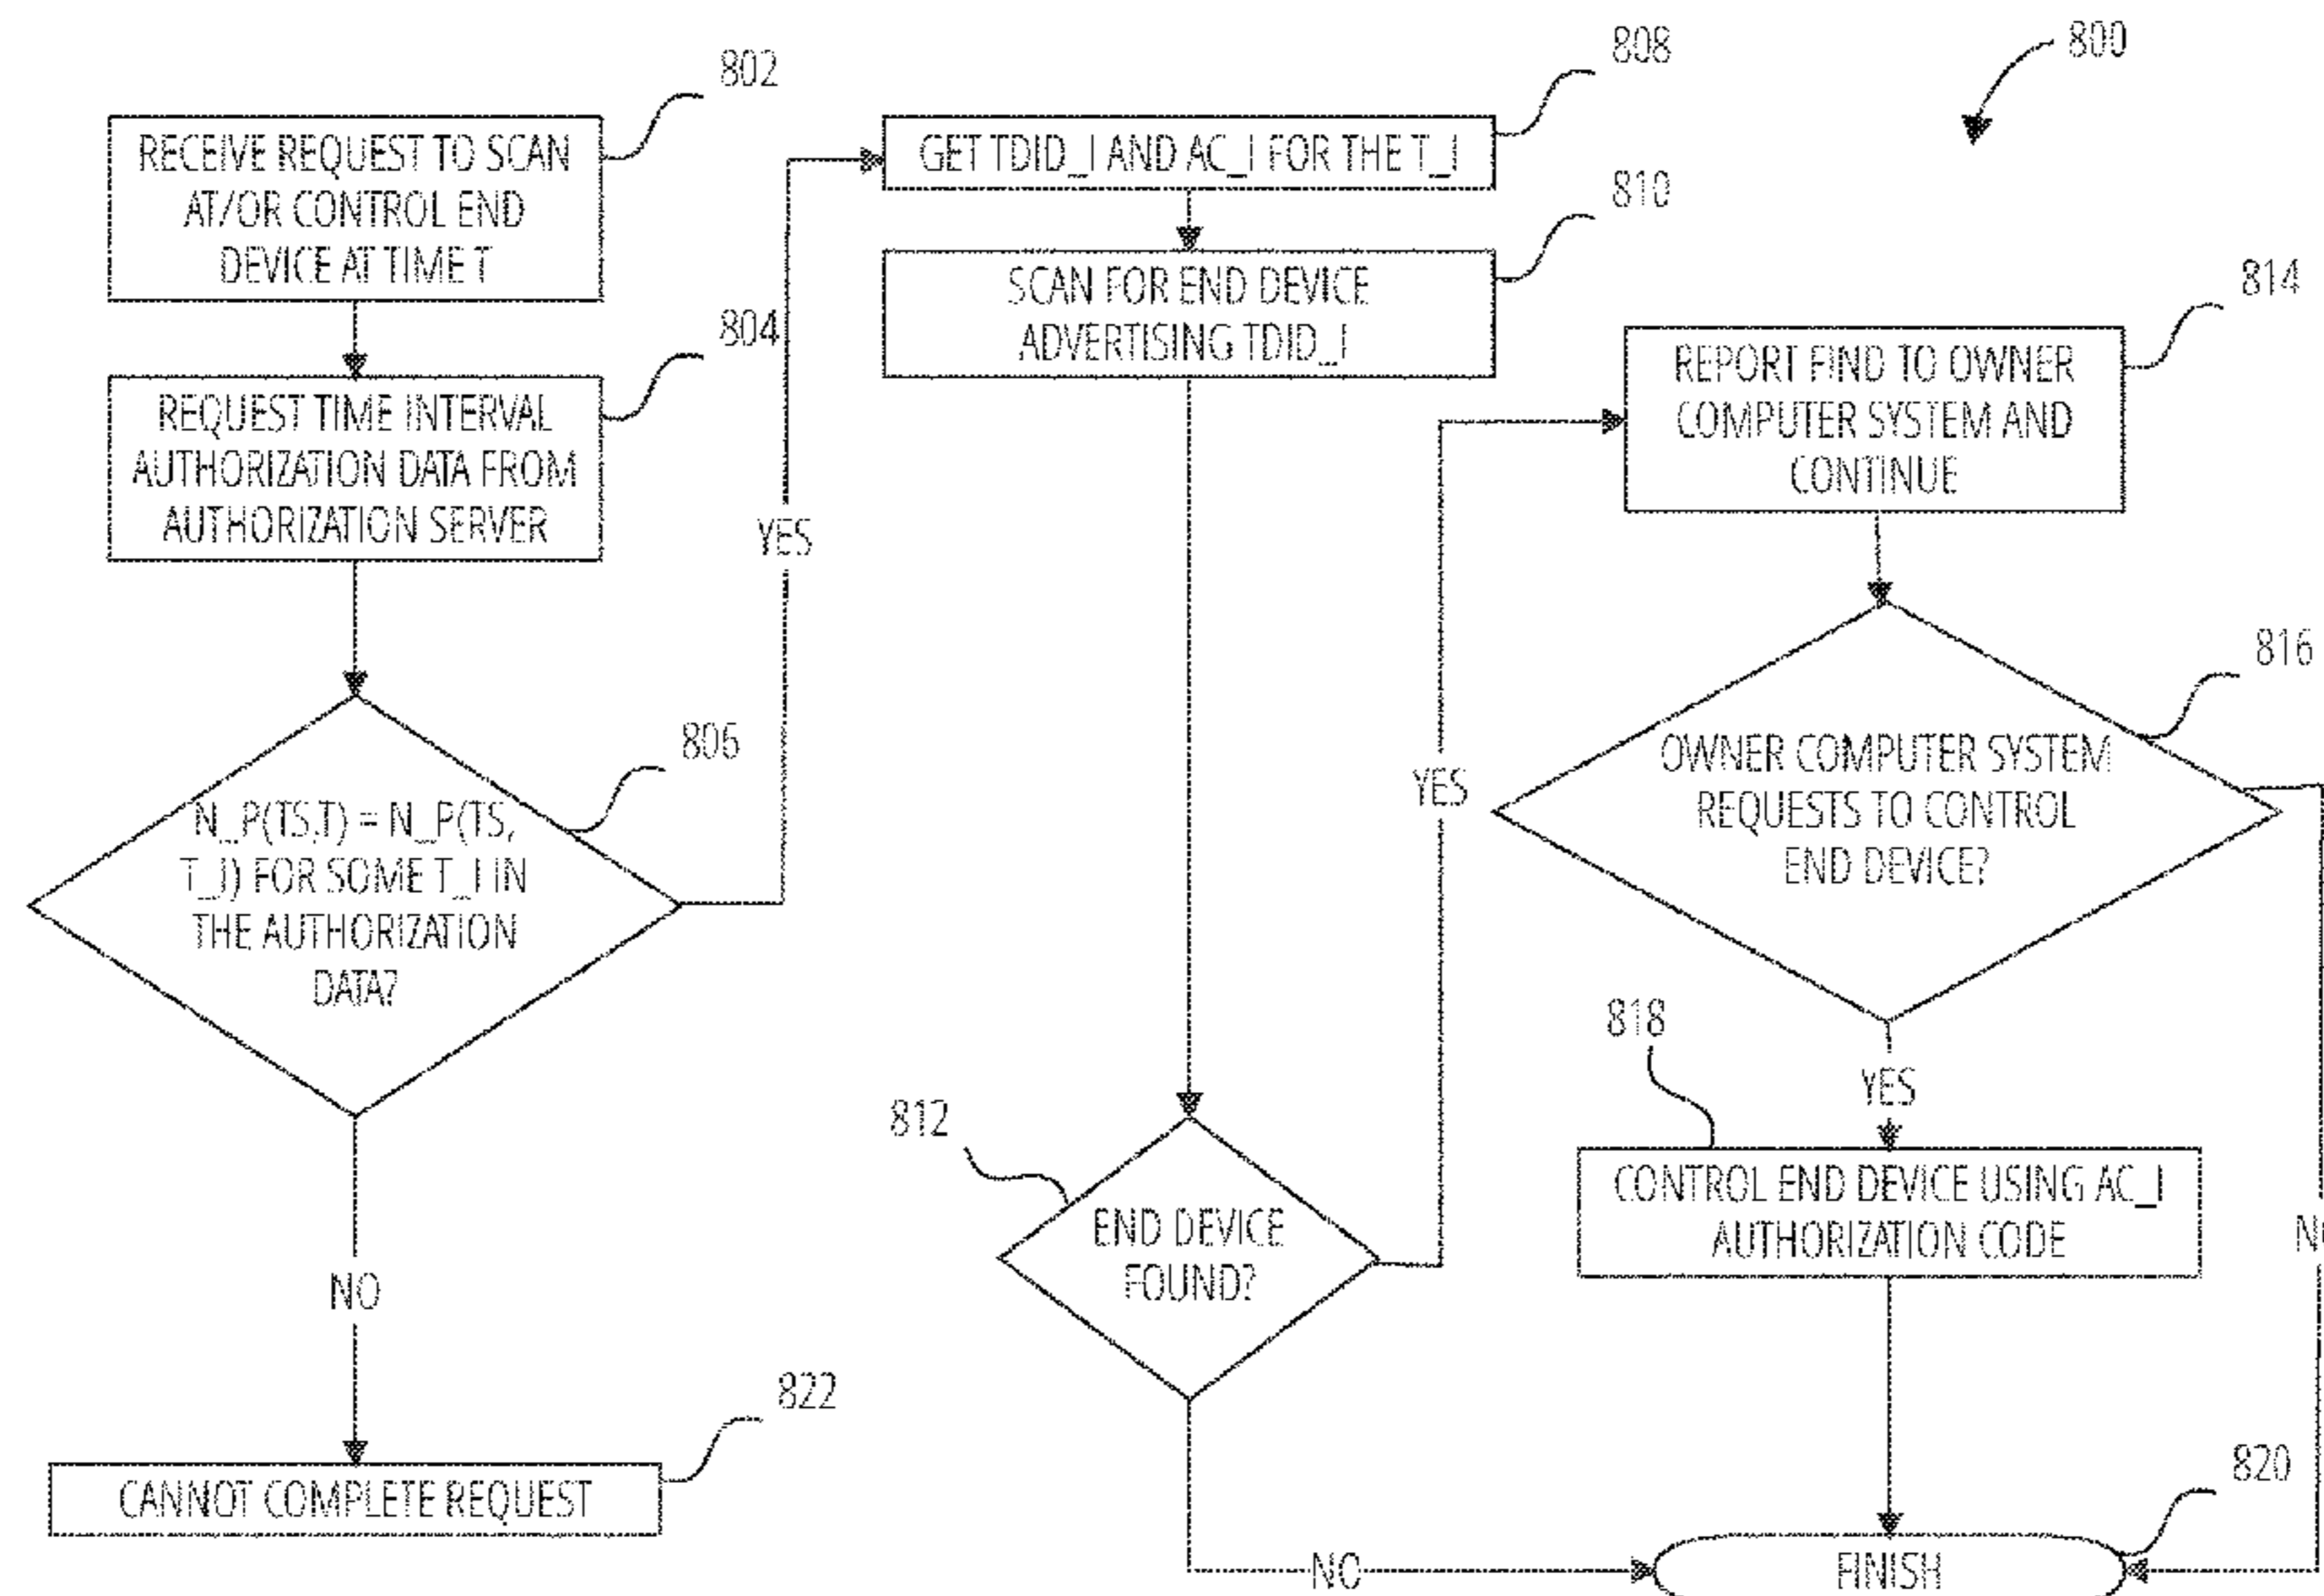 800
802
RECEIVE REQUEST TO SCAN
AT/OR CONTROL END
DEVICE AT TIME T
804
REQUEST TIME INTERVAL
AUTHORIZATION DATA FROM
AUTHORIZATION SERVER
806
N_P(TS,T) = N_P(TS,
T_I) FOR SOME T_I IN
THE AUTHORIZATION
DATA?
YES
NO
822
CANNOT COMPLETE REQUEST
808
GET TDID_I AND AC_I FOR THE T_I
810
SCAN FOR END DEVICE
ADVERTISING TDID_I
812
END DEVICE
FOUND?
YES
NO
814
REPORT FIND TO OWNER
COMPUTER SYSTEM AND
CONTINUE
816
OWNER COMPUTER SYSTEM
REQUESTS TO CONTROL
END DEVICE?
YES
818
CONTROL END DEVICE USING AC_I
AUTHORIZATION CODE
820
FINISH